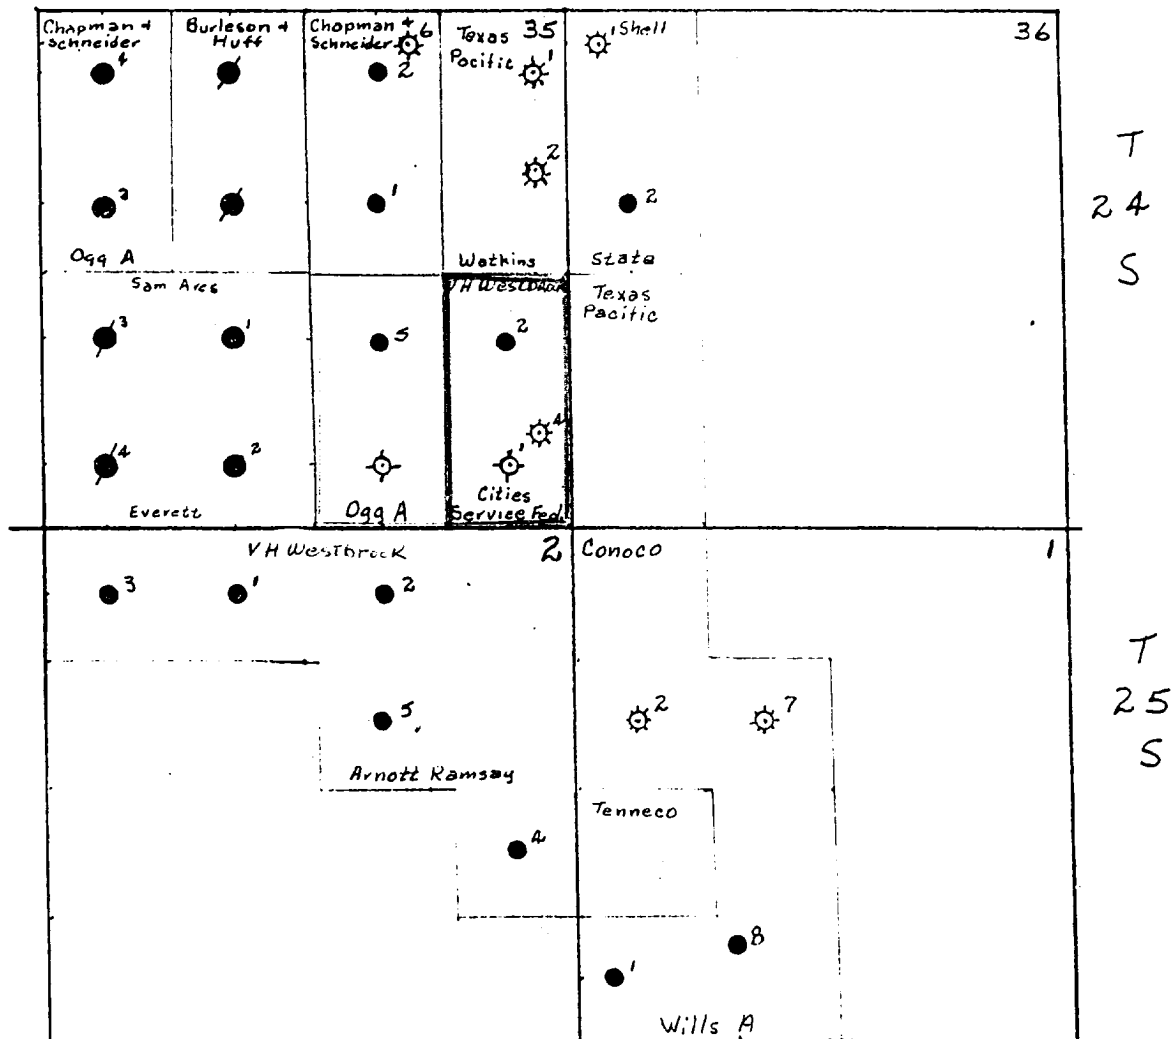 Chapman +
Schneider
4
Burleson +
Huff
Chapman +
Schneider
6
2
Texas
Pacific
35
1
1 Shell
36
T
24
S
2
3
1
2
Ogg A
Watkins
State
Sam Ares
VH Westbrook
Texas
Pacific
3
1
5
2
4
4
2
1
Everett
Ogg A
Cities
Service Fed.
VH Westbrook
2
Conoco
1
3
1
2
T
25
S
5
2
7
Arnott Ramsay
Tenneco
4
8
1
Wills A